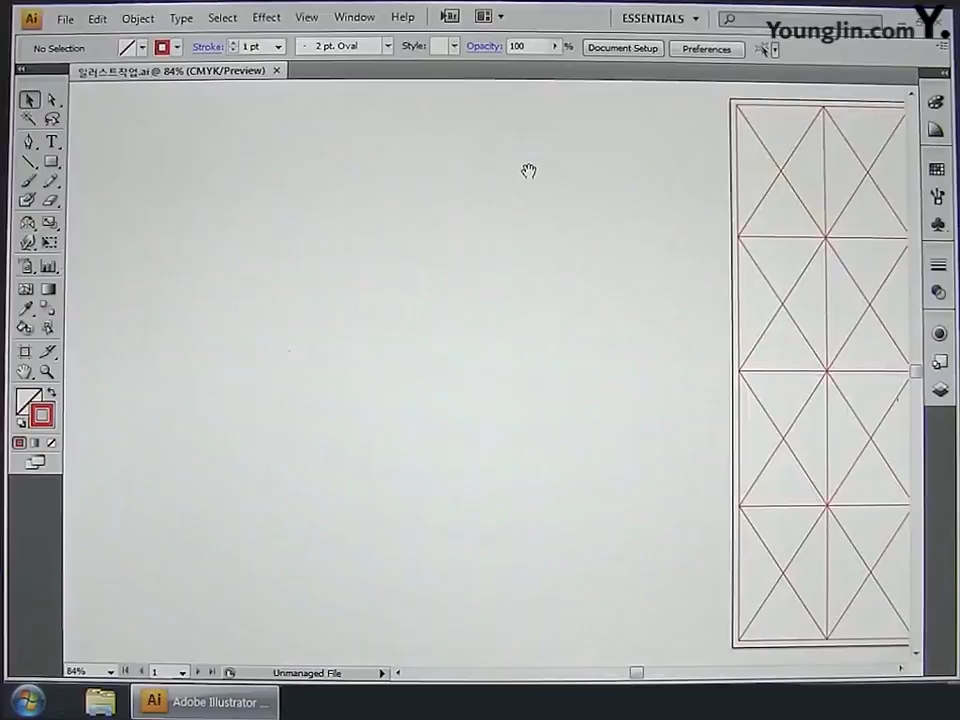 Ai File Edit Object Type Select Effect View Window Help Br ESSENTIALS
Younglin.com Y.
No Selection Stroke: 1 pt 2 pt. Oval Style: Opacity: 100 % Document Setup Preferences
일러스트작업.ai @ 84% (CMYK/Preview) ×
T
84% 1 Unmanaged File
Ai Adobe Illustrator ...